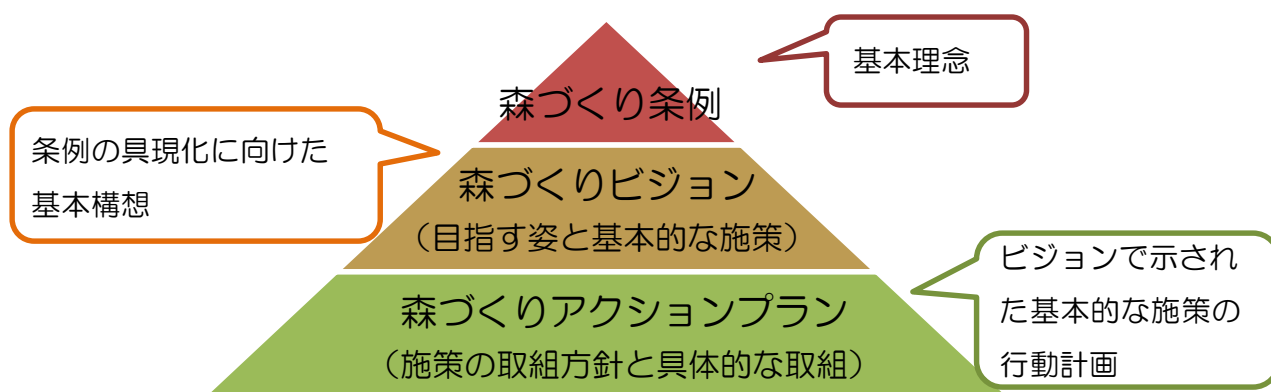 基本理念
森づくり条例
条例の具現化に向けた
基本構想
森づくりビジョン
（目指す姿と基本的な施策）
森づくりアクションプラン
（施策の取組方針と具体的な取組）
ビジョンで示され
た基本的な施策の
行動計画